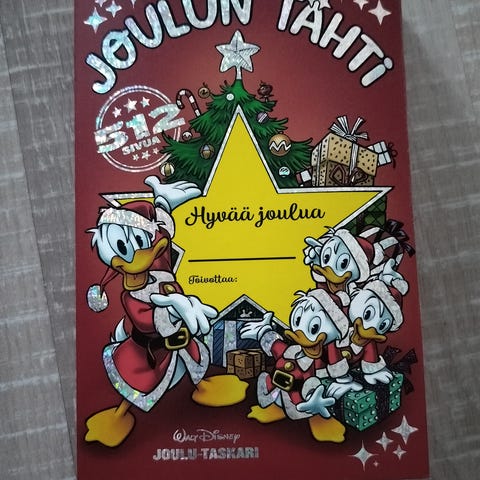 JOULUN TÄHTI
512
SIVUA
Hyvää joulua
Toivottaa:
WALT DISNEY
JOULU-TASKARI